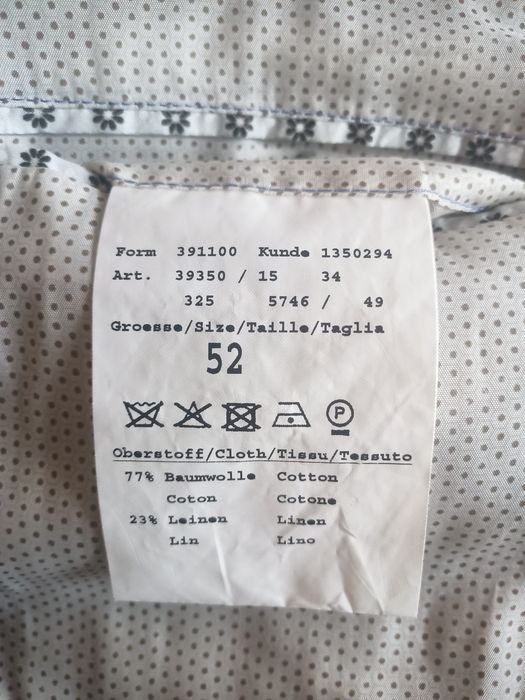 Form 391100 Kunde 1350294
Art. 39350 / 15 34
325 5746 / 49
Groesse/Size/Taille/Taglia
52
P
Oberstoff/Cloth/Tissu/Tessuto
77% Baumwolle Cotton
Coton Cotone
23% Leinen Linen
Lin Lino